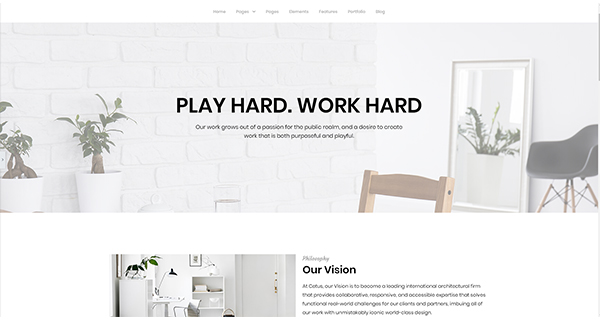 Home Pages Pages Elements Features Portfolio Blog
PLAY HARD. WORK HARD
Our work grows out of a passion for the public realm, and a desire to create
work that is both purposeful and playful.
Philosophy
Our Vision
At Catus, our Vision is to become a leading international architectural firm
that provides collaborative, responsive, and accessible expertise that solves
functional real-world challenges for our clients and partners, imbuing all of
our work with unmistakably iconic world-class design.